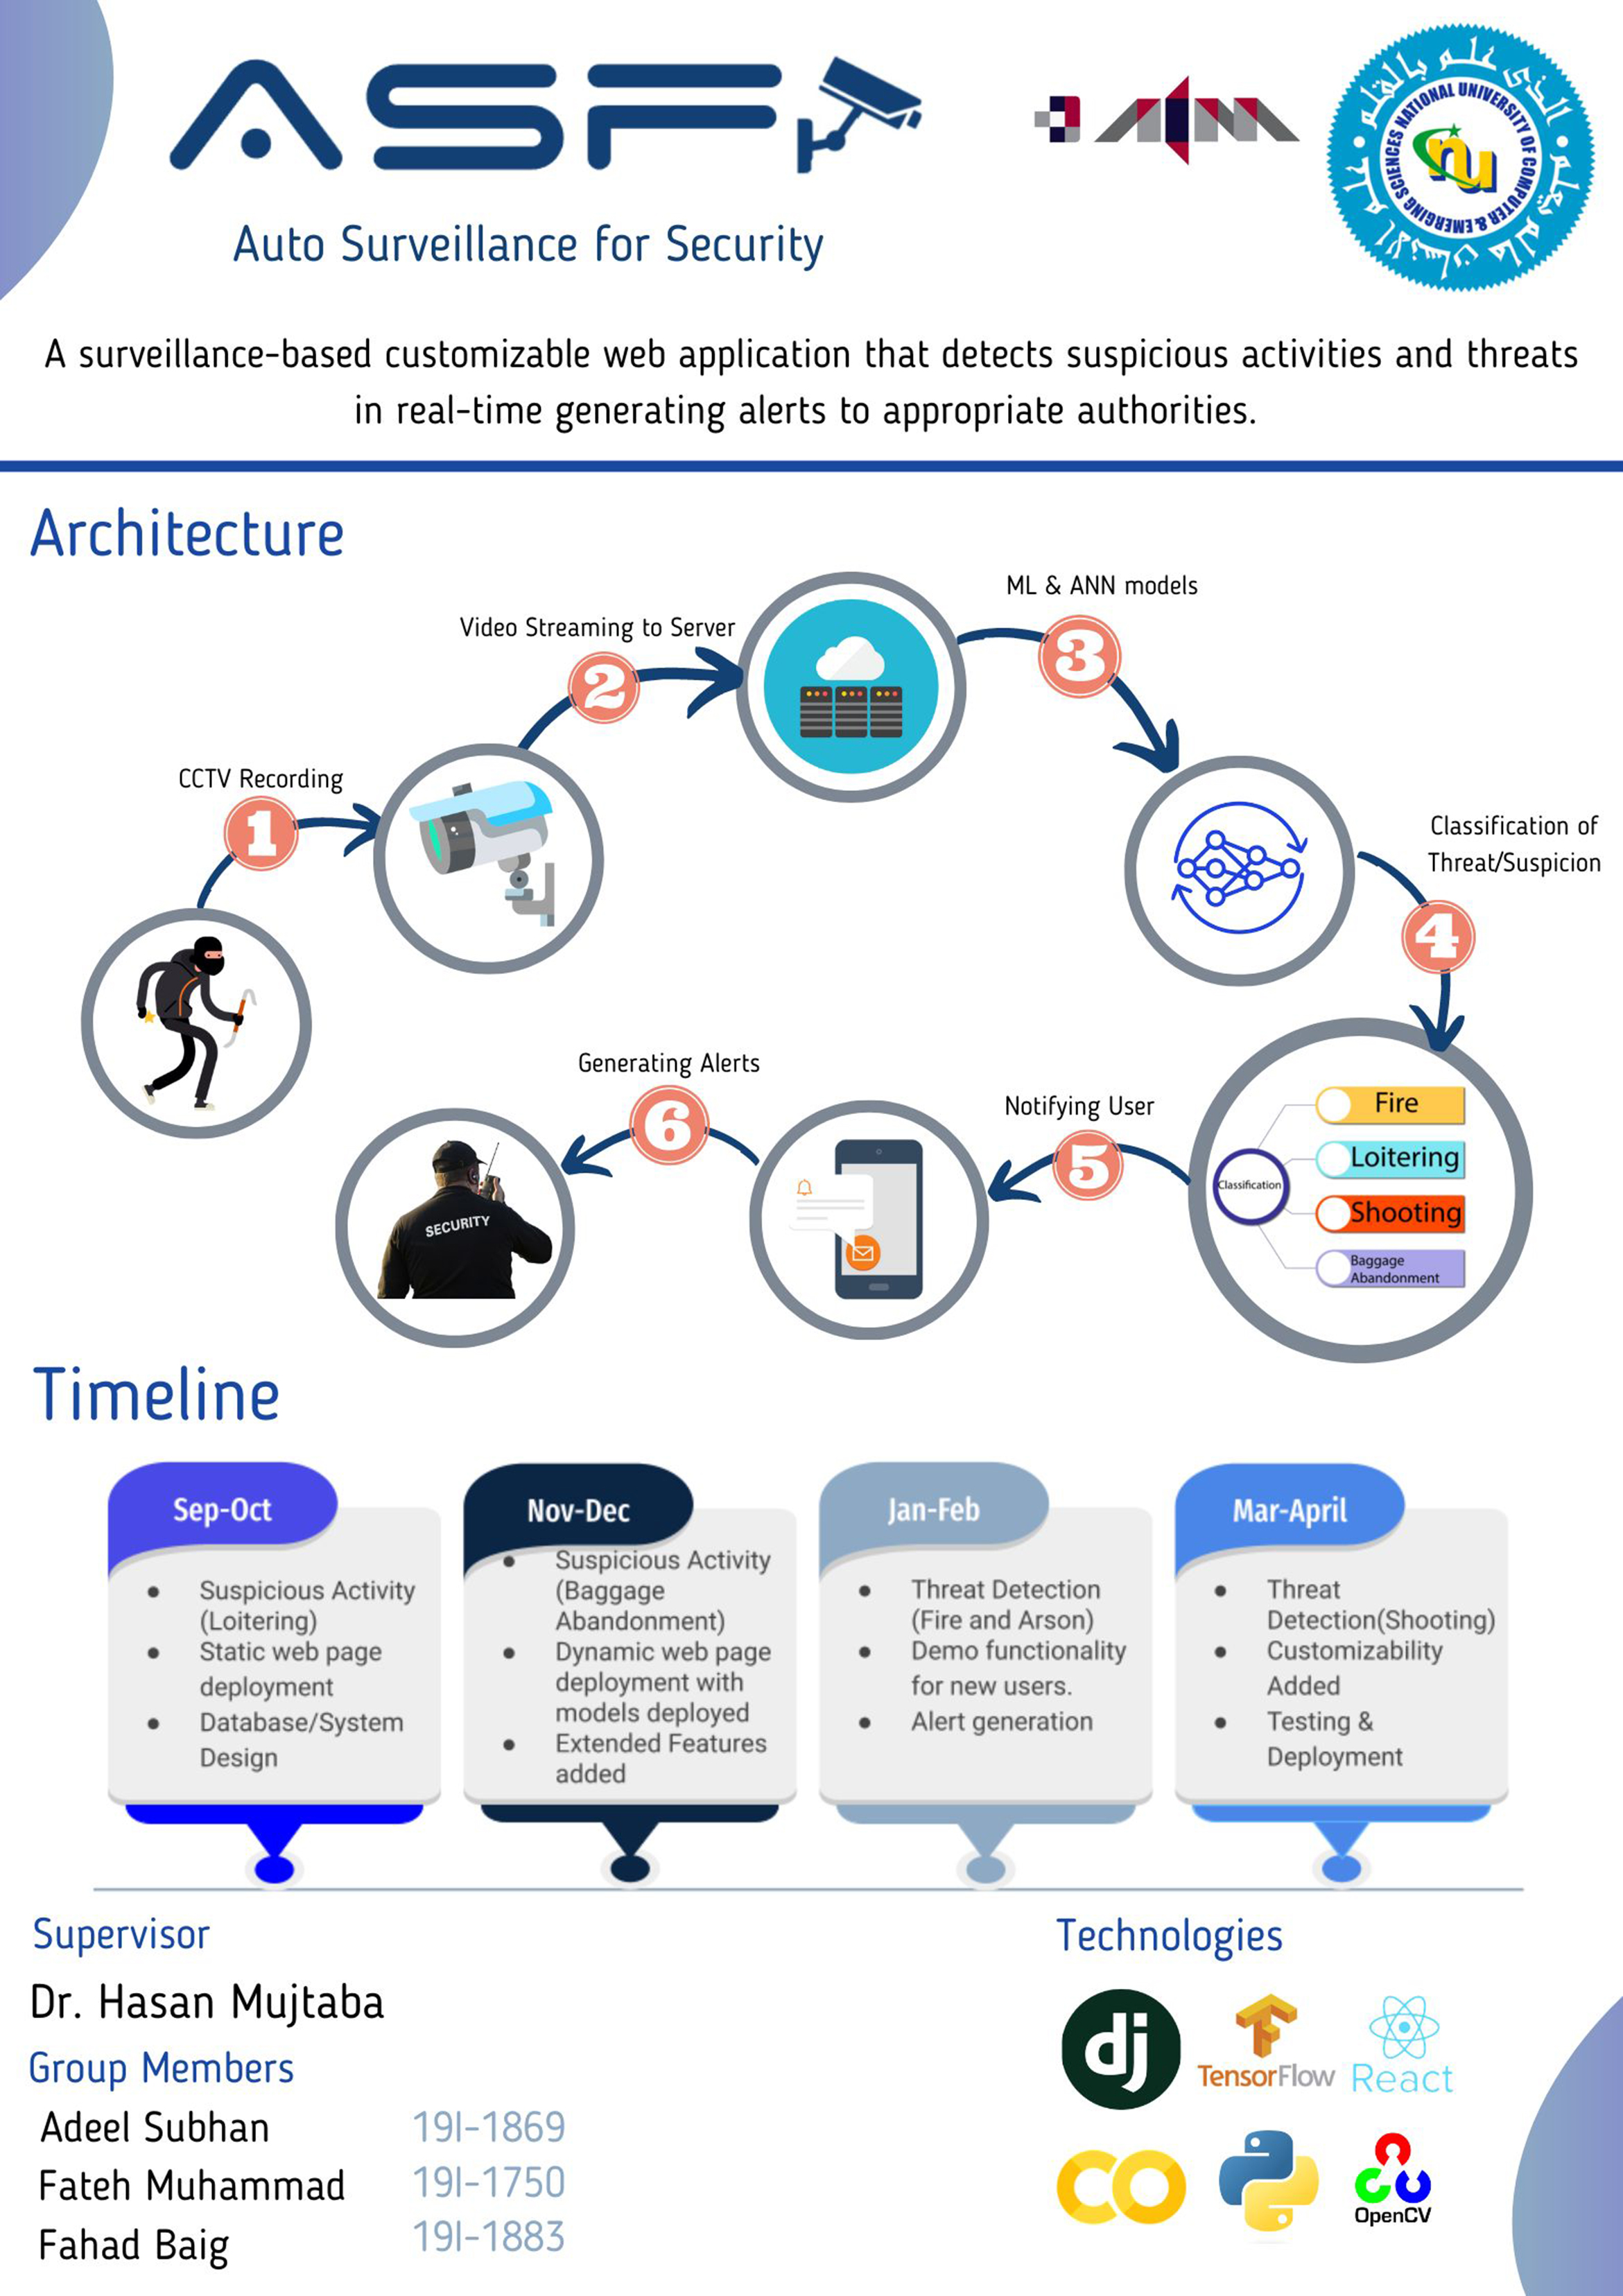 ASF
Auto Surveillance for Security
NATIONAL UNIVERSITY OF COMPUTER & EMERGING SCIENCES
nu
A surveillance-based customizable web application that detects suspicious activities and threats
in real-time generating alerts to appropriate authorities.
Architecture
CCTV Recording
1
Video Streaming to Server
2
ML & ANN models
3
Classification of
Threat/Suspicion
4
Classification
Fire
Loitering
Shooting
Baggage
Abandonment
Notifying User
5
Generating Alerts
6
SECURITY
Timeline
Sep-Oct
• Suspicious Activity
(Loitering)
• Static web page
deployment
• Database/System
Design
Nov-Dec
• Suspicious Activity
(Baggage
Abandonment)
• Dynamic web page
deployment with
models deployed
• Extended Features
added
Jan-Feb
• Threat Detection
(Fire and Arson)
• Demo functionality
for new users.
• Alert generation
Mar-April
• Threat
Detection(Shooting)
• Customizability
Added
• Testing &
Deployment
Supervisor
Dr. Hasan Mujtaba
Group Members
Adeel Subhan 19I-1869
Fateh Muhammad 19I-1750
Fahad Baig 19I-1883
Technologies
dj
TensorFlow
React
CO
OpenCV